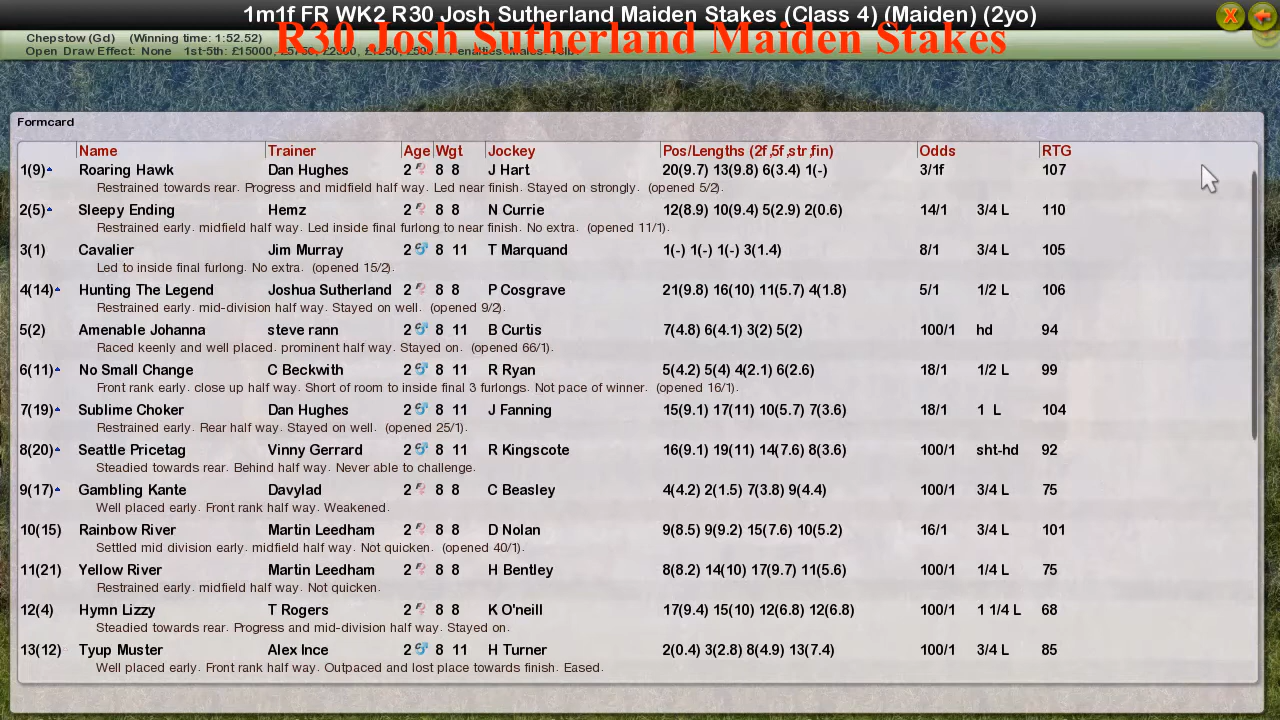 1m1f FR WK2 R30 Josh Sutherland Maiden Stakes (Class 4) (Maiden) (2yo)
R30 Josh Sutherland Maiden Stakes
Chepstow (Gd) (Winning time: 1:52.52)
Open Draw Effect: None 1st-5th: £15000,
Formcard
Name Trainer Age Wgt Jockey Pos/Lengths (2f,5f,str,fin) Odds RTG
1(9) Roaring Hawk Dan Hughes 2 8 8 J Hart 20(9.7) 13(9.8) 6(3.4) 1(-) 3/1f 107
Restrained towards rear. Progress and midfield half way. Led near finish. Stayed on strongly. (opened 5/2).
2(5) Sleepy Ending Hemz 2 8 8 N Currie 12(8.9) 10(9.4) 5(2.9) 2(0.6) 14/1 3/4 L 110
Restrained early. midfield half way. Led inside final furlong to near finish. No extra. (opened 11/1).
3(1) Cavalier Jim Murray 2 8 11 T Marquand 1(-) 1(-) 1(-) 3(1.4) 8/1 3/4 L 105
Led to inside final furlong. No extra. (opened 15/2).
4(14) Hunting The Legend Joshua Sutherland 2 8 8 P Cosgrave 21(9.8) 16(10) 11(5.7) 4(1.8) 5/1 1/2 L 106
Restrained early. mid-division half way. Stayed on well. (opened 9/2).
5(2) Amenable Johanna steve rann 2 8 11 B Curtis 7(4.8) 6(4.1) 3(2) 5(2) 100/1 hd 94
Raced keenly and well placed. prominent half way. Stayed on. (opened 66/1).
6(11) No Small Change C Beckwith 2 8 11 R Ryan 5(4.2) 5(4) 4(2.1) 6(2.6) 18/1 1/2 L 99
Front rank early. close up half way. Short of room to inside final 3 furlongs. Not pace of winner. (opened 16/1).
7(19) Sublime Choker Dan Hughes 2 8 11 J Fanning 15(9.1) 17(11) 10(5.7) 7(3.6) 18/1 1 L 104
Restrained early. Rear half way. Stayed on well. (opened 25/1).
8(20) Seattle Pricetag Vinny Gerrard 2 8 11 R Kingscote 16(9.1) 19(11) 14(7.6) 8(3.6) 100/1 sht-hd 92
Steadied towards rear. Behind half way. Never able to challenge.
9(17) Gambling Kante Davylad 2 8 8 C Beasley 4(4.2) 2(1.5) 7(3.8) 9(4.4) 100/1 3/4 L 75
Well placed early. Front rank half way. Weakened.
10(15) Rainbow River Martin Leedham 2 8 8 D Nolan 9(8.5) 9(9.2) 15(7.6) 10(5.2) 16/1 3/4 L 101
Settled mid division early. midfield half way. Not quicken. (opened 40/1).
11(21) Yellow River Martin Leedham 2 8 8 H Bentley 8(8.2) 14(10) 17(9.7) 11(5.6) 100/1 1/4 L 75
Restrained early. midfield half way. Not quicken.
12(4) Hymn Lizzy T Rogers 2 8 8 K O'neill 17(9.4) 15(10) 12(6.8) 12(6.8) 100/1 1 1/4 L 68
Steadied towards rear. Progress and mid-division half way. Stayed on.
13(12) Tyup Muster Alex Ince 2 8 11 H Turner 2(0.4) 3(2.8) 8(4.9) 13(7.4) 100/1 3/4 L 85
Well placed early. Front rank half way. Outpaced and lost place towards finish. Eased.